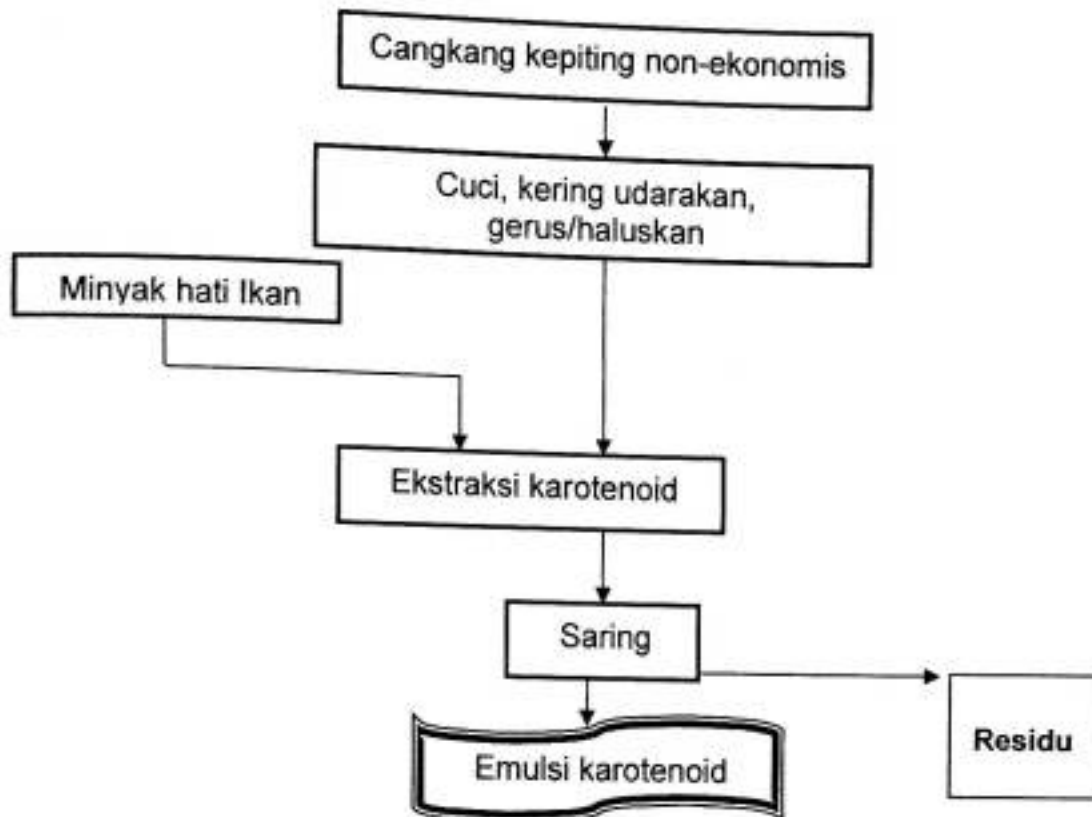 Cangkang kepiting non-ekonomis
Cuci, kering udarakan,
gerus/haluskan
Minyak hati Ikan
Ekstraksi karotenoid
Saring
Residu
Emulsi karotenoid